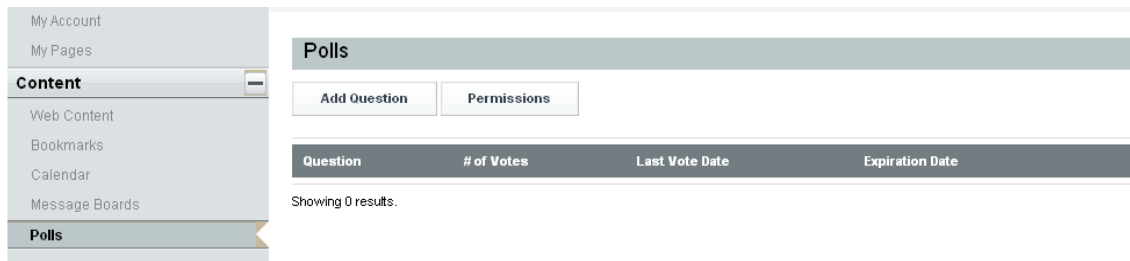 My Account
My Pages
Content
Web Content
Bookmarks
Calendar
Message Boards
Polls
Polls
Add Question Permissions
Question # of Votes Last Vote Date Expiration Date
Showing 0 results.